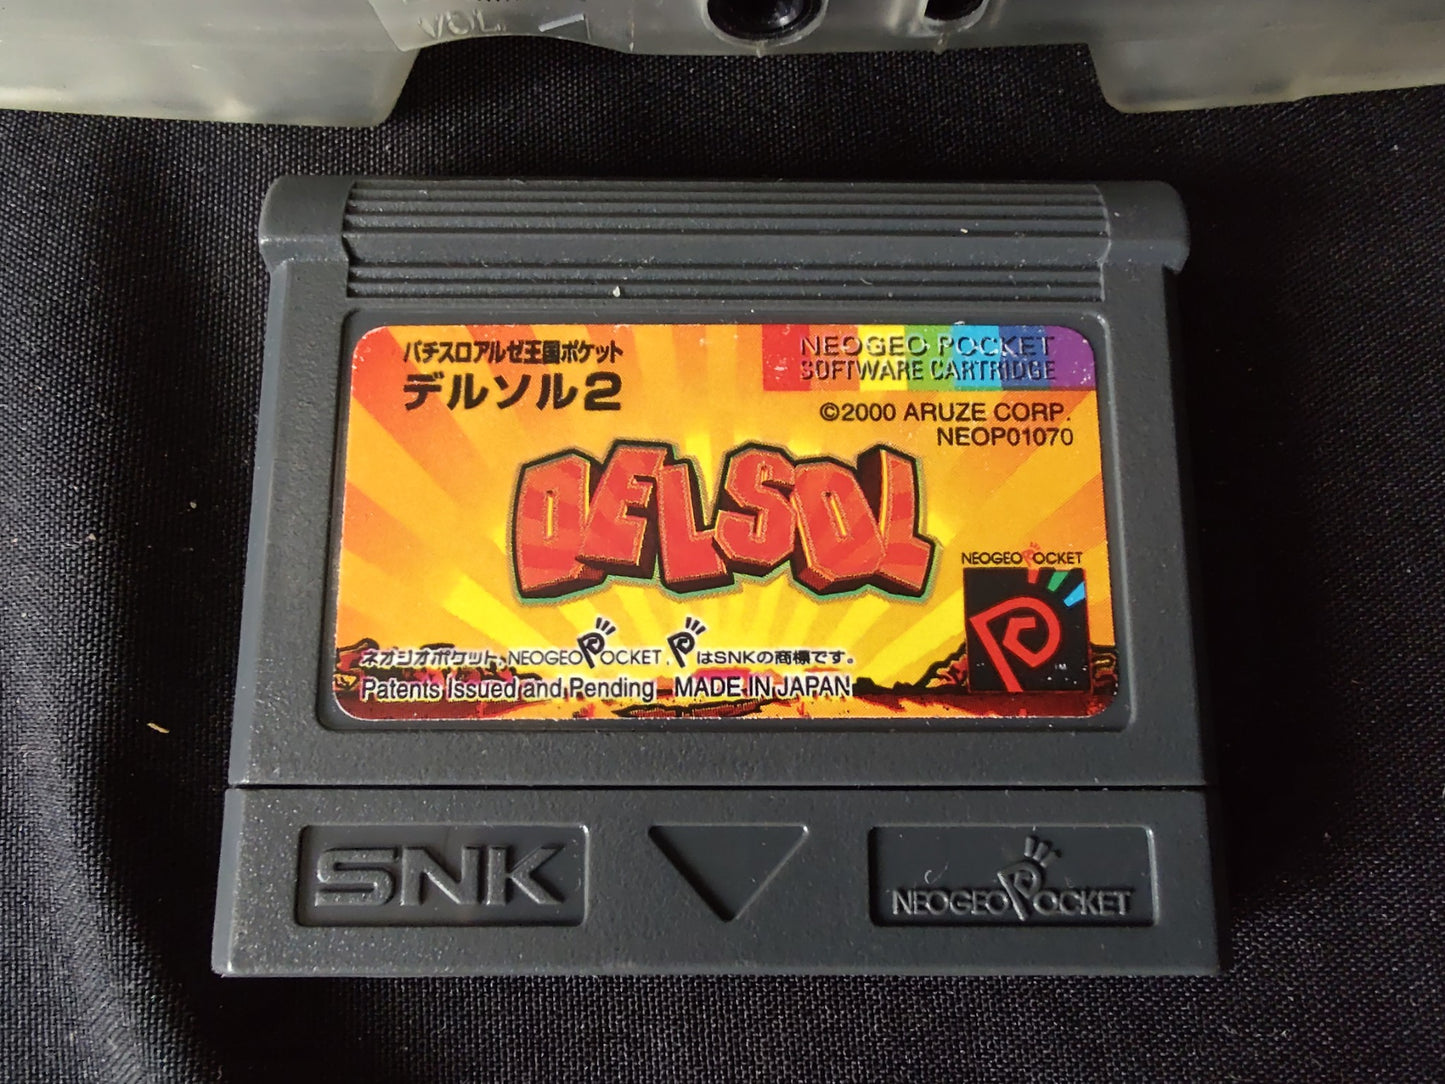 VOL.
パチスロアルゼ王国ポケット
デルソル2
NEOGEO POCKET
SOFTWARE CARTRIDGE
©2000 ARUZE CORP.
NEOP01070
DELSOL
NEOGEO POCKET
TM
ネオジオポケット、NEOGEO POCKET、PはSNKの商標です。
Patents Issued and Pending MADE IN JAPAN
SNK
NEOGEO POCKET